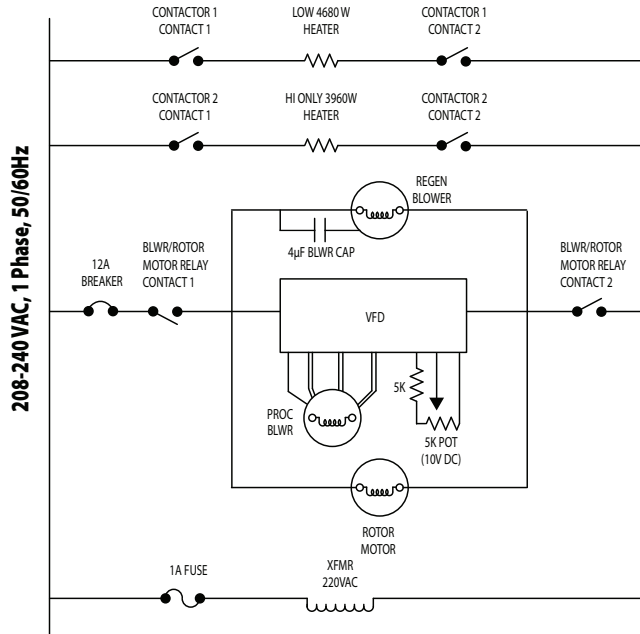 CONTACTOR 1
CONTACT 1
LOW 4680 W
HEATER
CONTACTOR 1
CONTACT 2
CONTACTOR 2
CONTACT 1
HI ONLY 3960W
HEATER
CONTACTOR 2
CONTACT 2
208-240 VAC, 1 Phase, 50/60Hz
REGEN
BLOWER
4µF BLWR CAP
12A
BREAKER
BLWR/ROTOR
MOTOR RELAY
CONTACT 1
VFD
BLWR/ROTOR
MOTOR RELAY
CONTACT 2
PROC
BLWR
5K
5K POT
(10V DC)
ROTOR
MOTOR
1A FUSE
XFMR
220VAC